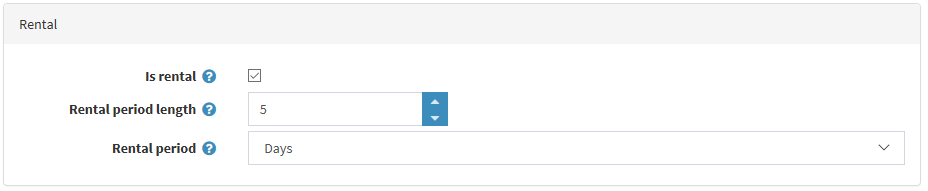 Rental
Is rental ?
Rental period length ? 5
Rental period ? Days